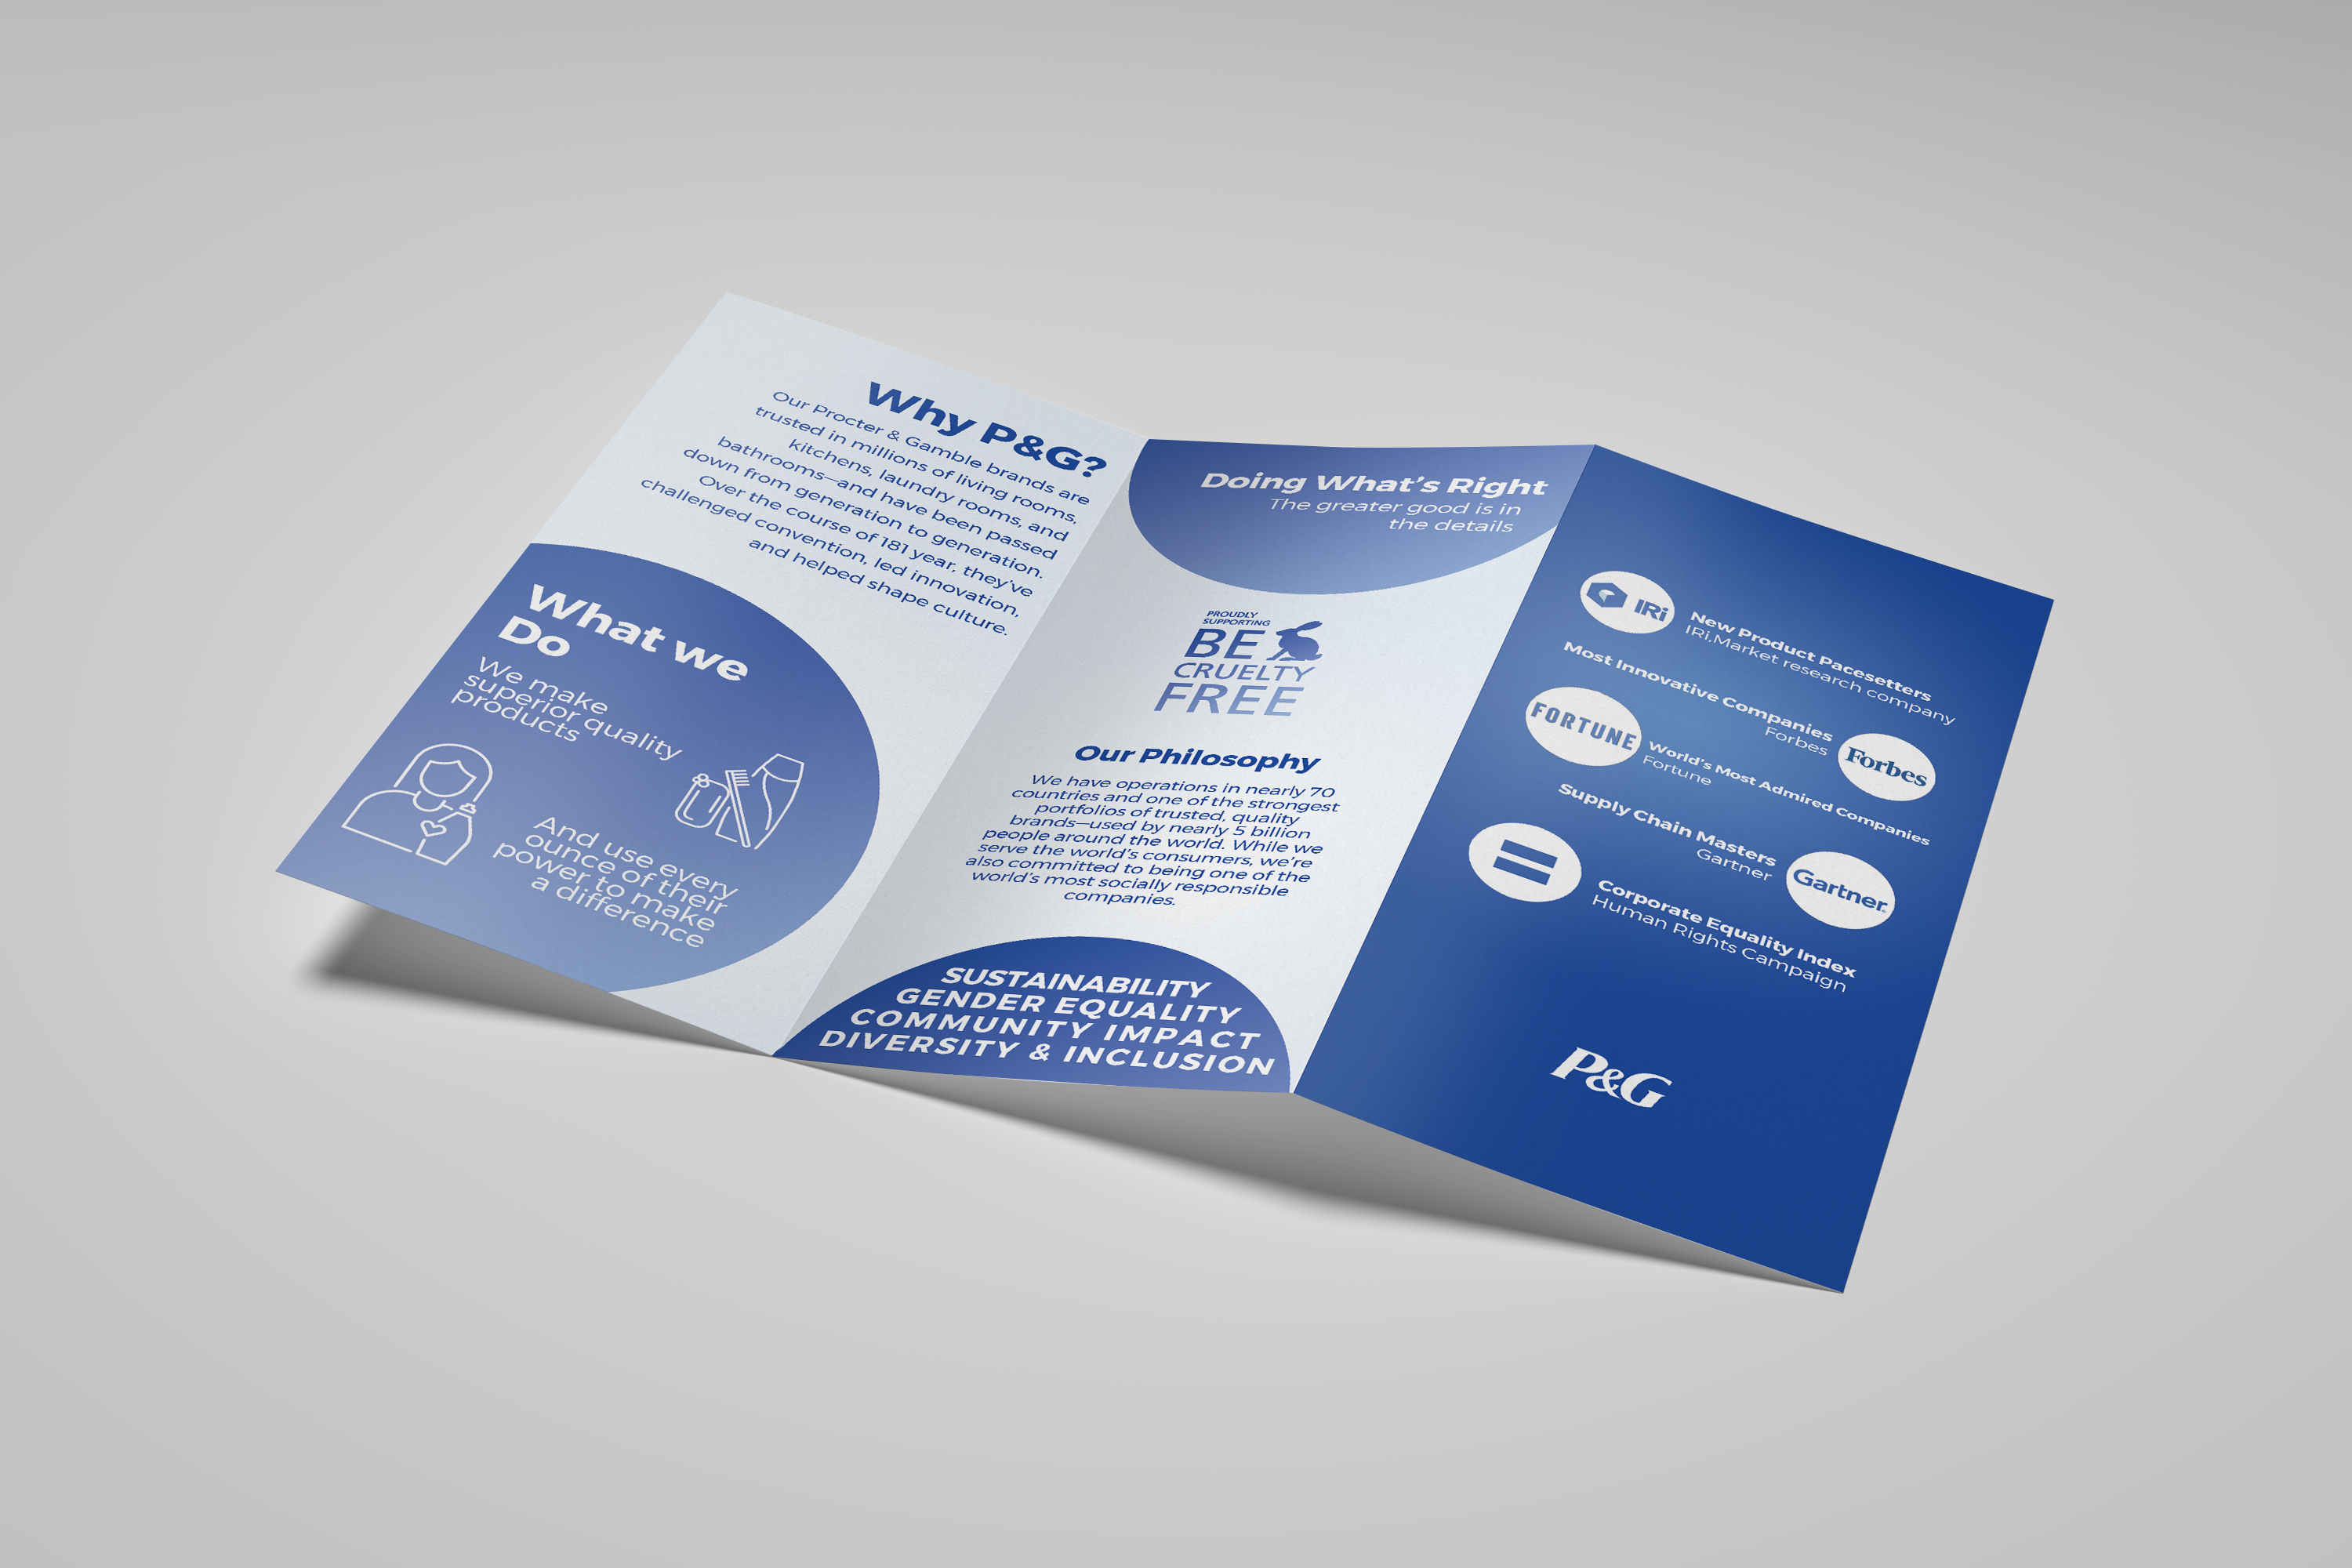 Why P&G?
Our Procter & Gamble brands are
trusted in millions of living rooms,
kitchens, laundry rooms, and
bathrooms—and have been passed
down from generation to generation.
Over the course of 181 year, they've
challenged convention, led innovation,
and helped shape culture.
What we
Do
We make
superior quality
products
And use every
ounce of their
power to make
a difference
Doing What's Right
The greater good is in
the details
PROUDLY
SUPPORTING
BE
CRUELTY
FREE
Our Philosophy
We have operations in nearly 70
countries and one of the strongest
portfolios of trusted, quality
brands—used by nearly 5 billion
people around the world. While we
serve the world's consumers, we're
also committed to being one of the
world's most socially responsible
companies.
SUSTAINABILITY
GENDER EQUALITY
COMMUNITY IMPACT
DIVERSITY & INCLUSION
IRi
New Product Pacesetters
IRi.Market research company
Most Innovative Companies
Forbes
Forbes
FORTUNE
World's Most Admired Companies
Fortune
Supply Chain Masters
Gartner
Gartner
Corporate Equality Index
Human Rights Campaign
P&G